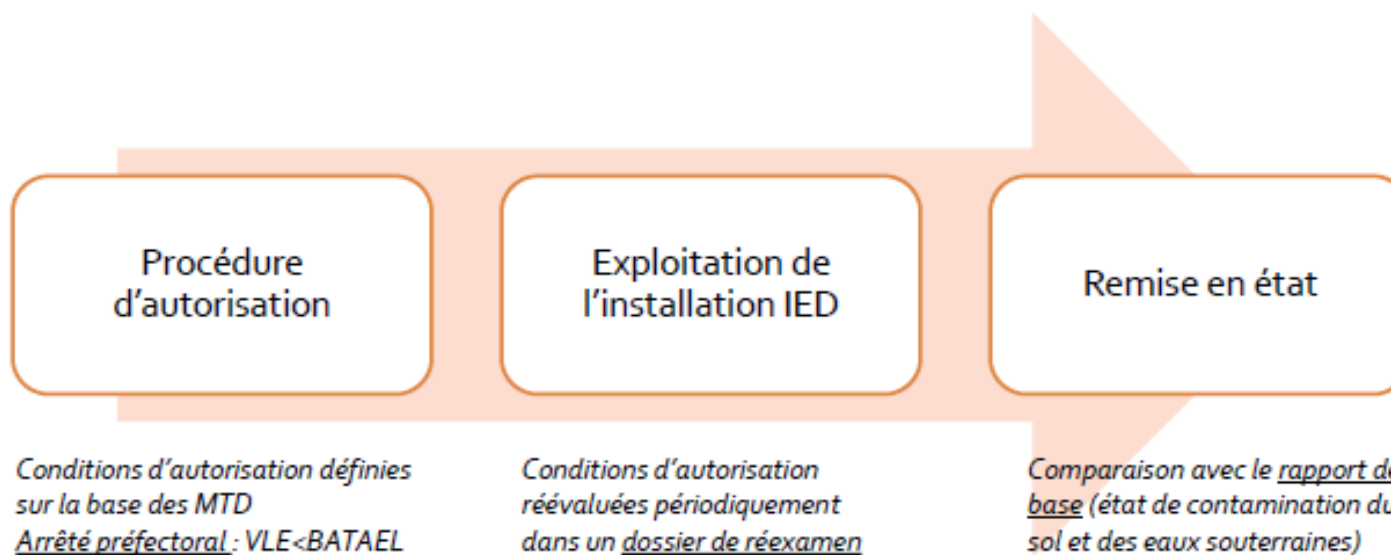 Procédure
d'autorisation
Exploitation de
l'installation IED
Remise en état
Conditions d'autorisation définies
sur la base des MTD
Arrêté préfectoral : VLE<BATAEL
Conditions d'autorisation
réévaluées périodiquement
dans un dossier de réexamen
Comparaison avec le rapport de
base (état de contamination du
sol et des eaux souterraines)